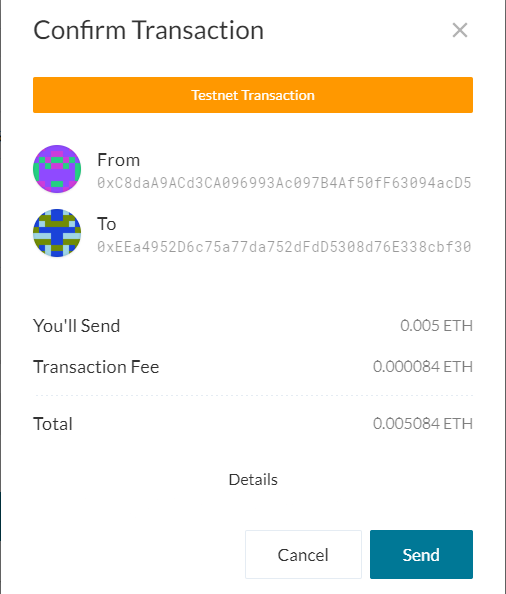 Confirm Transaction
Testnet Transaction
From
0xC8daA9ACd3CA096993Ac097B4Af50fF63094acD5
To
0xEEa4952D6c75a77da752dFdD5308d76E338cbf30
You'll Send 0.005 ETH
Transaction Fee 0.000084 ETH
Total 0.005084 ETH
Details
Cancel Send